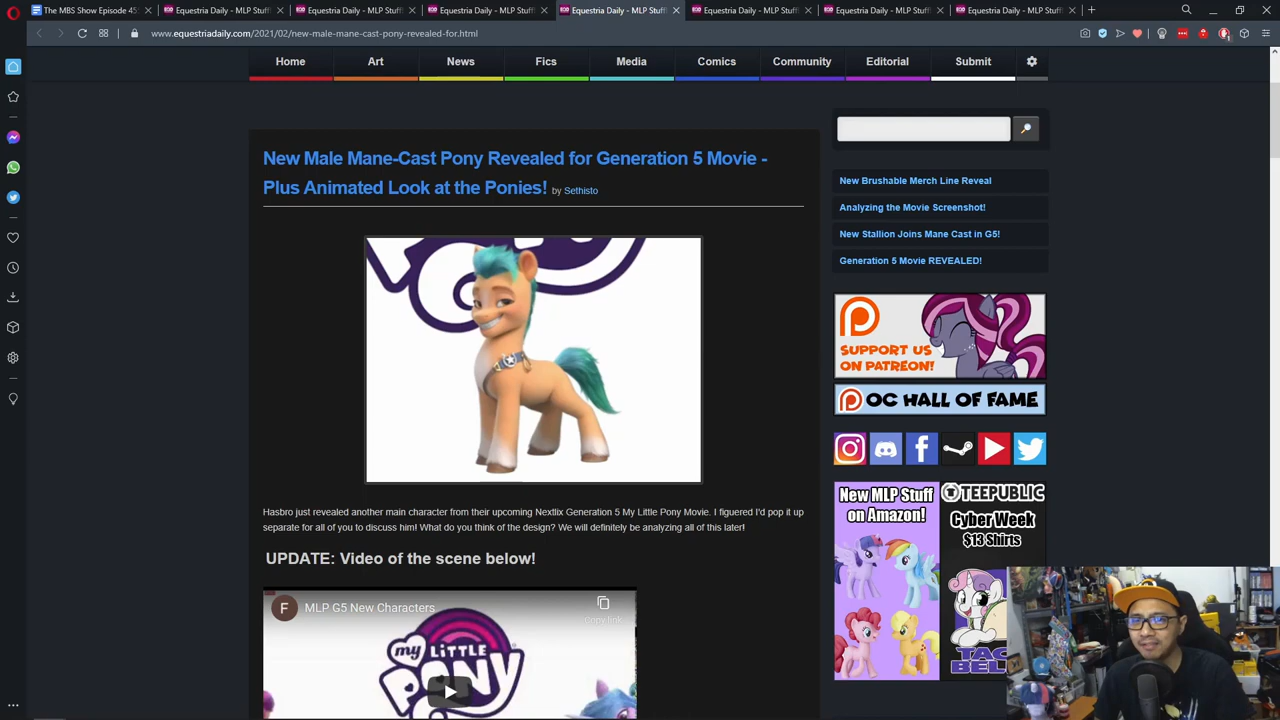 The MBS Show Episode 45
Equestria Daily - MLP Stuff
Equestria Daily - MLP Stuff
Equestria Daily - MLP Stuff
Equestria Daily - MLP Stuff
Equestria Daily - MLP Stuff
Equestria Daily - MLP Stuff
Equestria Daily - MLP Stuff
www.equestriadaily.com/2021/02/new-male-mane-cast-pony-revealed-for.html
Home
Art
News
Fics
Media
Comics
Community
Editorial
Submit
New Male Mane-Cast Pony Revealed for Generation 5 Movie -
Plus Animated Look at the Ponies! by Sethisto
Hasbro just revealed another main character from their upcoming Nextlix Generation 5 My Little Pony Movie. I figuered I'd pop it up
separate for all of you to discuss him! What do you think of the design? We will definitely be analyzing all of this later!
UPDATE: Video of the scene below!
F
MLP G5 New Characters
Copy link
my LiTTLE
PONY
New Brushable Merch Line Reveal
Analyzing the Movie Screenshot!
New Stallion Joins Mane Cast in G5!
Generation 5 Movie REVEALED!
SUPPORT US
ON PATREON!
OC HALL OF FAME
New MLP Stuff
on Amazon!
TEEPUBLIC
Cyber Week
$13 Shirts